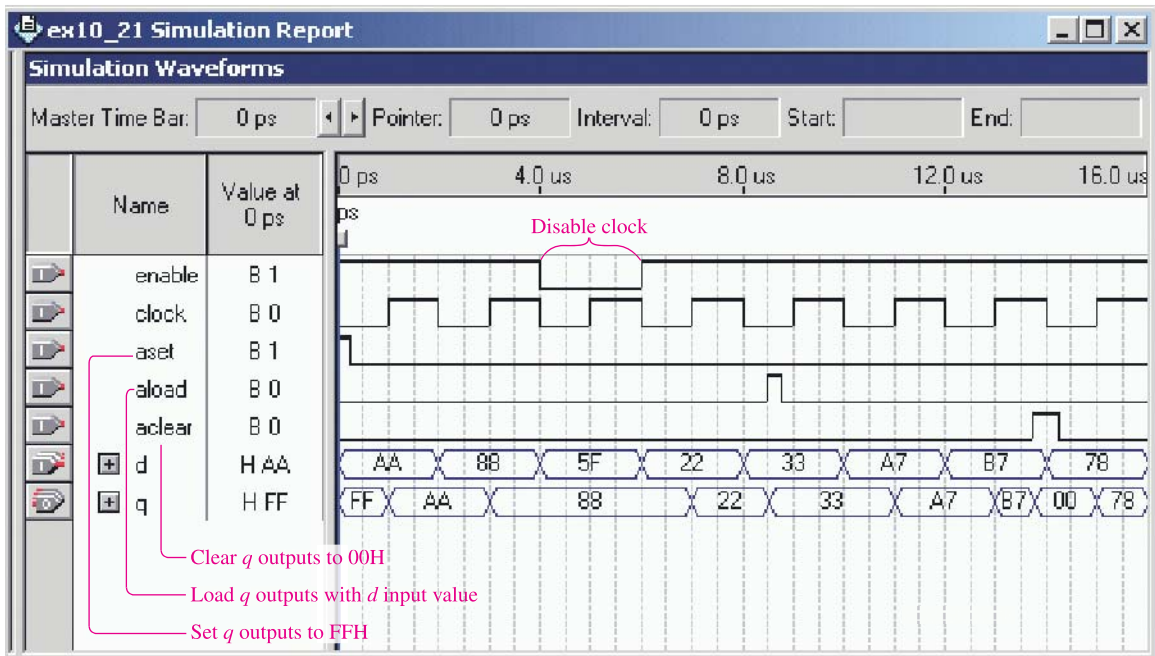 ex10_21 Simulation Report
Simulation Waveforms
Master Time Bar: 0 ps Pointer: 0 ps Interval: 0 ps Start: End:
Name Value at 0 ps
0 ps 4.0 us 8.0 us 12.0 us 16.0 us
ps
Disable clock
enable B 1
clock B 0
aset B 1
aload B 0
aclear B 0
d H AA AA 88 5F 22 33 A7 B7 78
q H FF FF AA 88 22 33 A7 B7 00 78
Clear q outputs to 00H
Load q outputs with d input value
Set q outputs to FFH